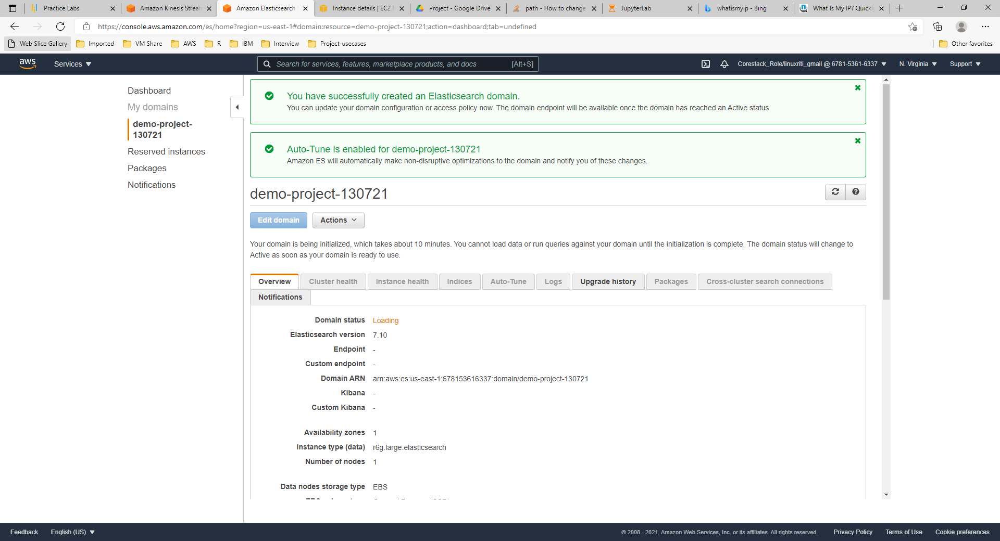 Practice Labs
Amazon Kinesis Strean
Amazon Elasticsearch
Instance details | EC2
Project - Google Drive
path - How to change
JupyterLab
whatismyip - Bing
What Is My IP? Quickl
https://console.aws.amazon.com/es/home?region=us-east-1#domain:resource=demo-project-130721;action=dashboard;tab=undefined
Web Slice Gallery
Imported
VM Share
AWS
R
IBM
Interview
Project-usecases
Other favorites
aws
Services
Search for services, features, marketplace products, and docs
[Alt+S]
Corestack_Role/linuxriti_gmail @ 6781-5361-6337
N. Virginia
Support
Dashboard
My domains
demo-project-
130721
Reserved instances
Packages
Notifications
You have successfully created an Elasticsearch domain.
You can update your domain configuration or access policy now. The domain endpoint will be available once the domain has reached an Active status.
Auto-Tune is enabled for demo-project-130721
Amazon ES will automatically make non-disruptive optimizations to the domain and notify you of these changes.
demo-project-130721
Edit domain
Actions
Your domain is being initialized, which takes about 10 minutes. You cannot load data or run queries against your domain until the initialization is complete. The domain status will change to
Active as soon as your domain is ready to use.
Overview
Cluster health
Instance health
Indices
Auto-Tune
Logs
Upgrade history
Packages
Cross-cluster search connections
Notifications
Domain status Loading
Elasticsearch version 7.10
Endpoint -
Custom endpoint -
Domain ARN arn:aws:es:us-east-1:678153616337:domain/demo-project-130721
Kibana -
Custom Kibana -
Availability zones 1
Instance type (data) r6g.large.elasticsearch
Number of nodes 1
Data nodes storage type EBS
Feedback
English (US)
© 2008 - 2021, Amazon Web Services, Inc. or its affiliates. All rights reserved.
Privacy Policy
Terms of Use
Cookie preferences